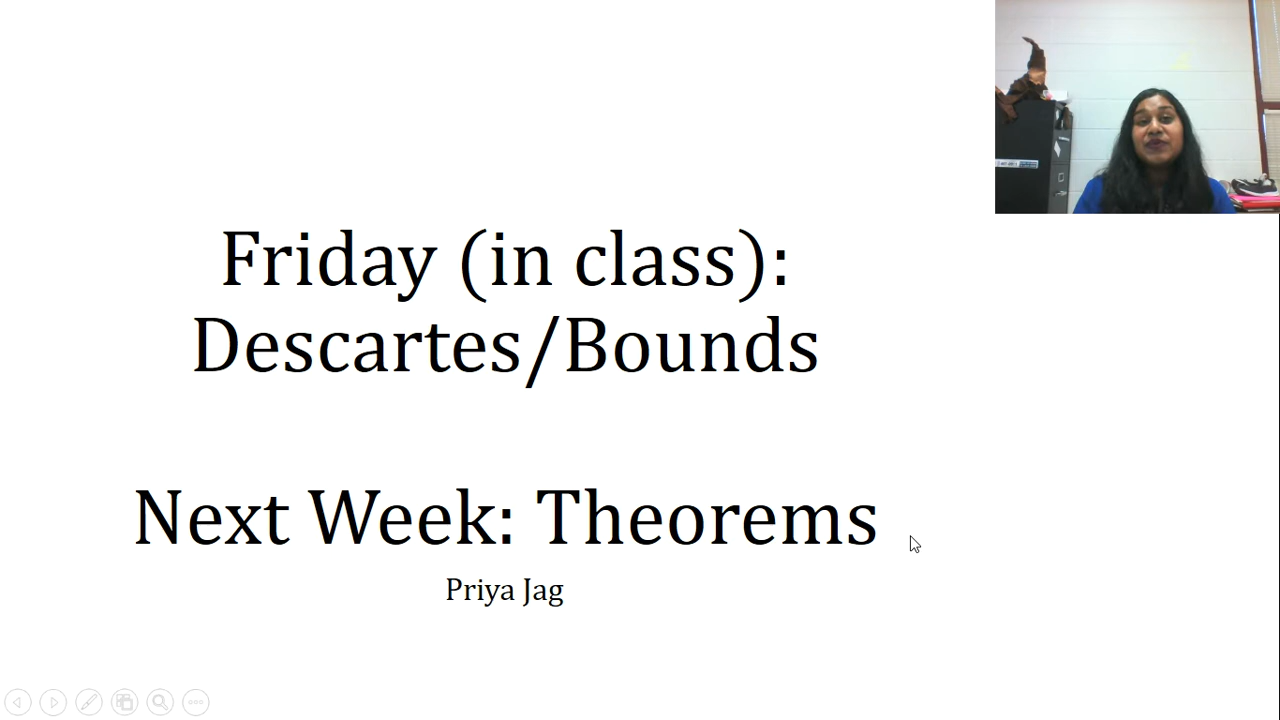 Friday (in class):
Descartes/Bounds
Next Week: Theorems
Priya Jag